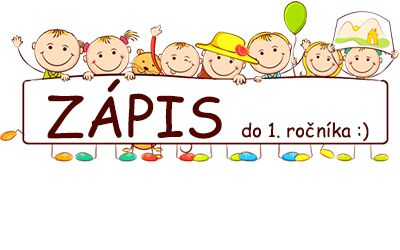 ZÁPIS do 1. ročníka :)